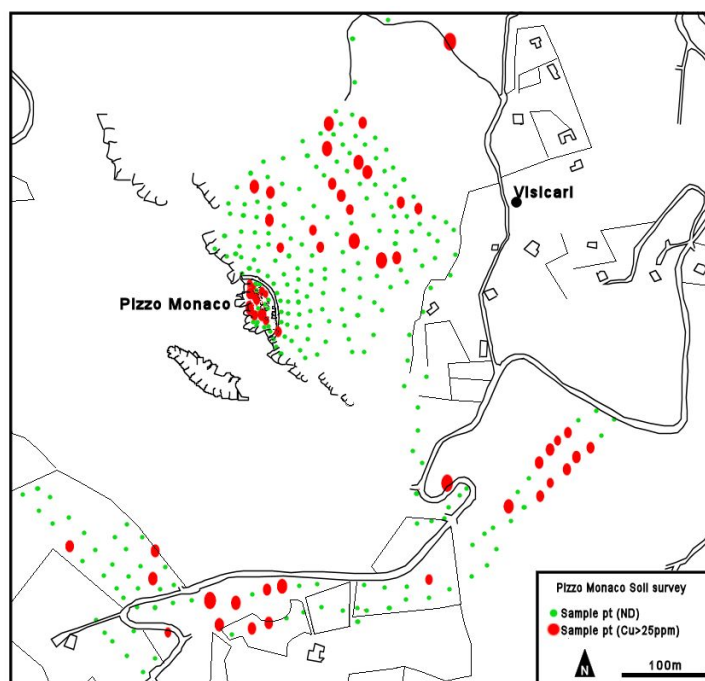 Visicari
Pizzo Monaco
Pizzo Monaco Soil survey
Sample pt (ND)
Sample pt (Cu>25ppm)
N
100m